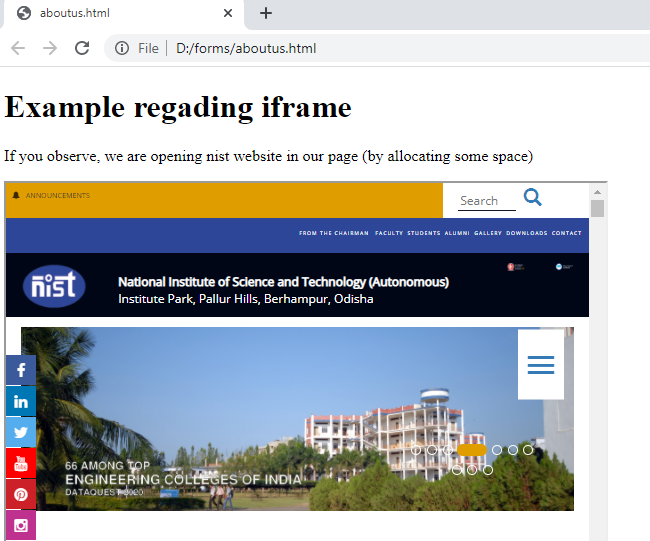 aboutus.html
File | D:/forms/aboutus.html
Example regading iframe
If you observe, we are opening nist website in our page (by allocating some space)
ANNOUNCEMENTS
Search
FROM THE CHAIRMAN FACULTY STUDENTS ALUMNI GALLERY DOWNLOADS CONTACT
nist
National Institute of Science and Technology (Autonomous)
Institute Park, Pallur Hills, Berhampur, Odisha
66 AMONG TOP
ENGINEERING COLLEGES OF INDIA
DATAQUEST 2020